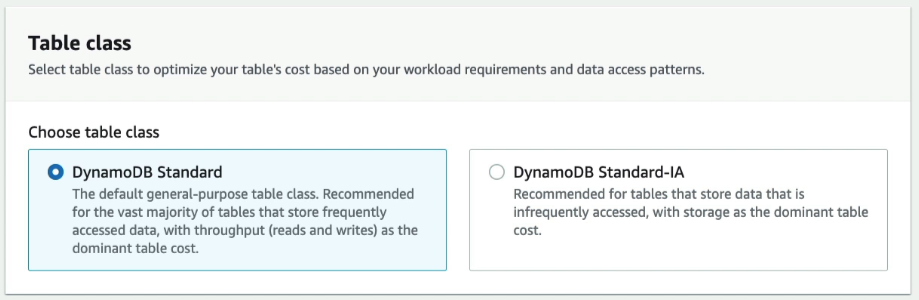 Table class
Select table class to optimize your table's cost based on your workload requirements and data access patterns.
Choose table class
DynamoDB Standard
The default general-purpose table class. Recommended
for the vast majority of tables that store frequently
accessed data, with throughput (reads and writes) as the
dominant table cost.
DynamoDB Standard-IA
Recommended for tables that store data that is
infrequently accessed, with storage as the dominant table
cost.